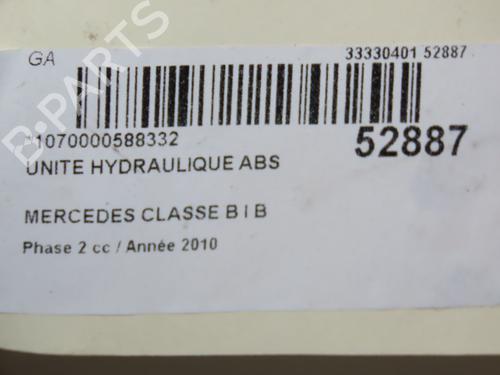 GA
33330401 52887
*1070000588332
52887
UNITE HYDRAULIQUE ABS
MERCEDES CLASSE B I B
Phase 2 cc / Année 2010
B-PARTS